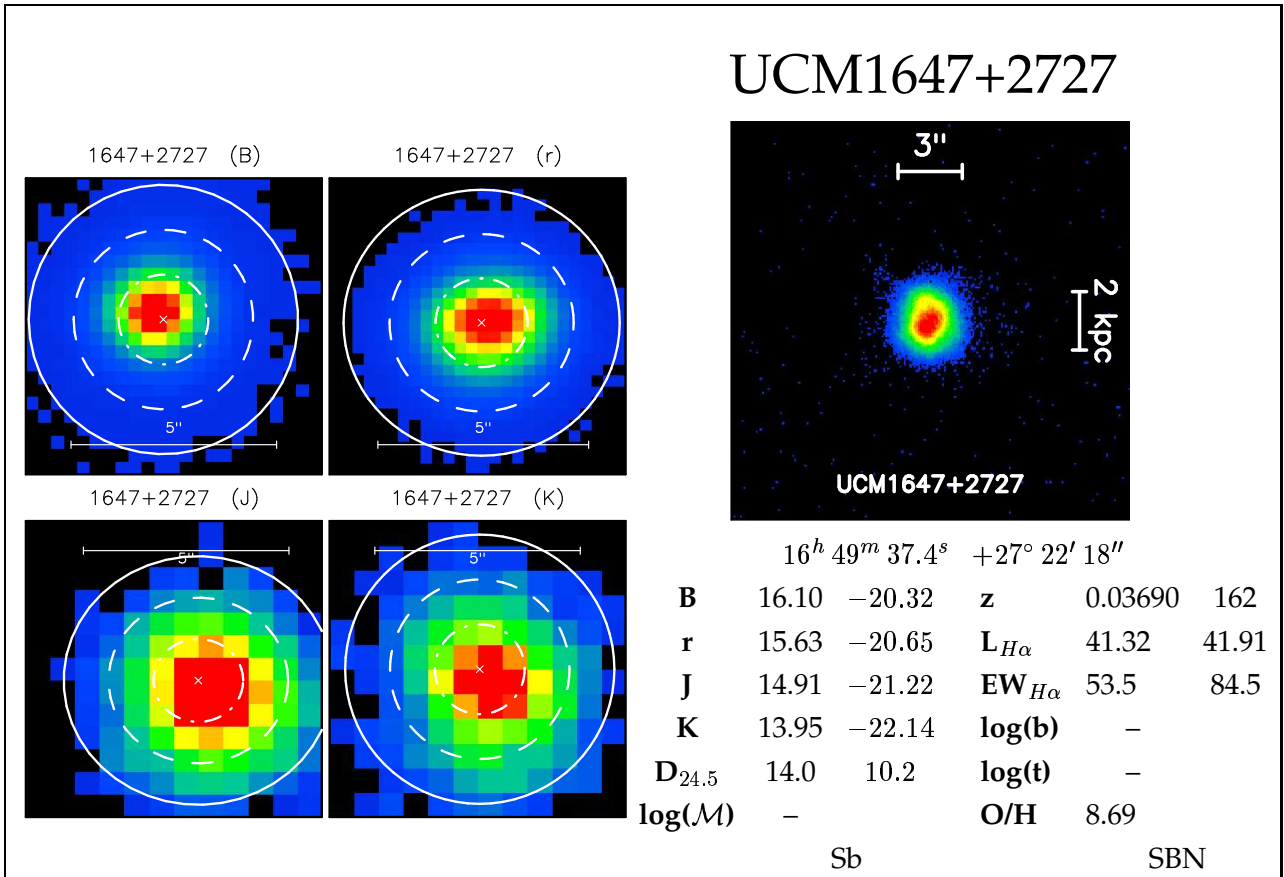 UCM1647+2727
1647+2727 (B)
1647+2727 (r)
5"
5"
1647+2727 (J)
1647+2727 (K)
5"
5"
3"
2 kpc
UCM1647+2727
16h 49m 37.4s +27° 22′ 18″
B 16.10 −20.32 z 0.03690 162
r 15.63 −20.65 LHα 41.32 41.91
J 14.91 −21.22 EWHα 53.5 84.5
K 13.95 −22.14 log(b) –
D24.5 14.0 10.2 log(t) –
log(M) – O/H 8.69
Sb SBN